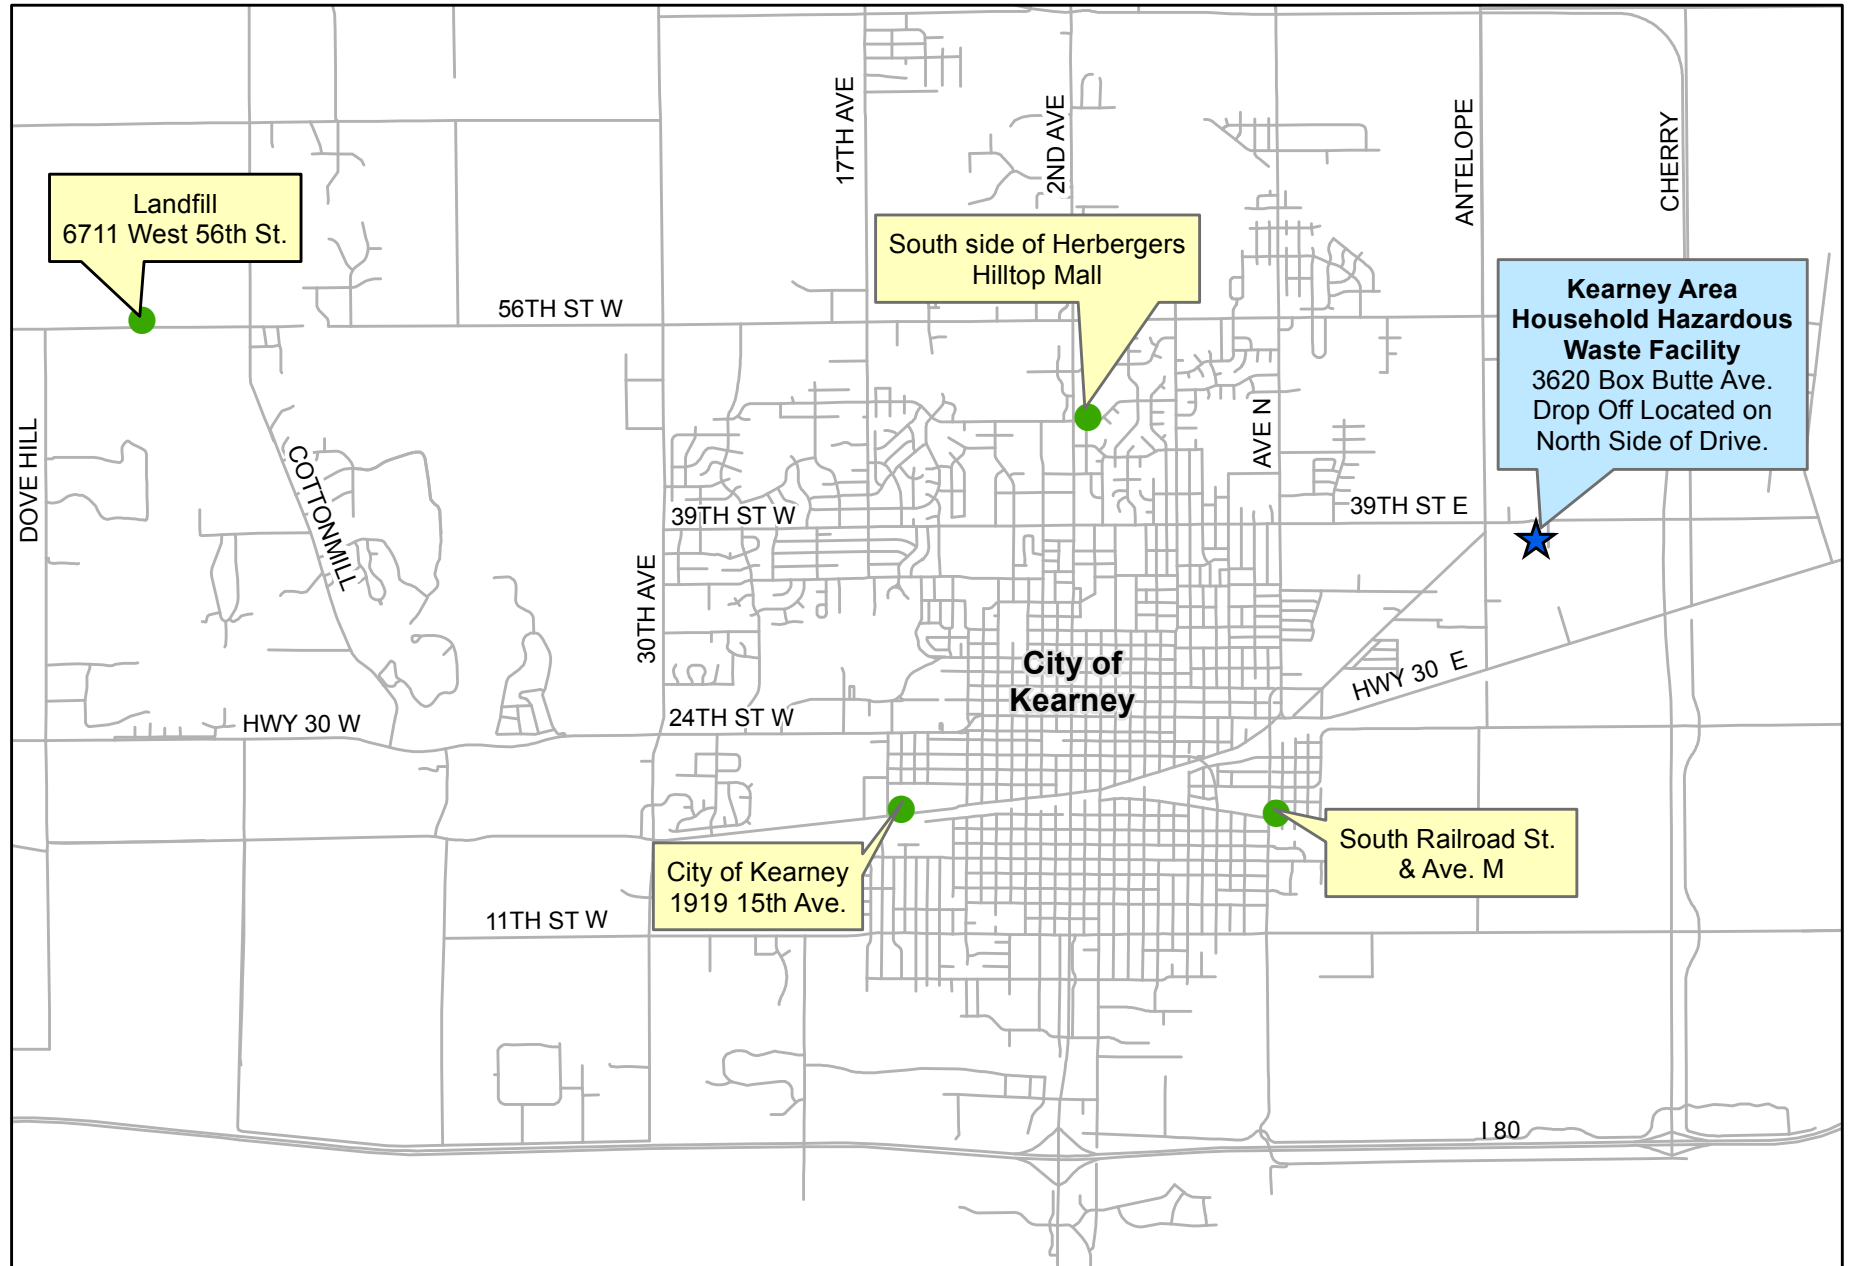 17TH AVE
2ND AVE
ANTELOPE
CHERRY
Landfill
6711 West 56th St.
South side of Herbergers
Hilltop Mall
Kearney Area
Household Hazardous
Waste Facility
3620 Box Butte Ave.
Drop Off Located on
North Side of Drive.
56TH ST W
DOVE HILL
COTTONMILL
AVE N
39TH ST W
39TH ST E
30TH AVE
City of
Kearney
HWY 30 E
HWY 30 W
24TH ST W
City of Kearney
1919 15th Ave.
South Railroad St.
& Ave. M
11TH ST W
I 80